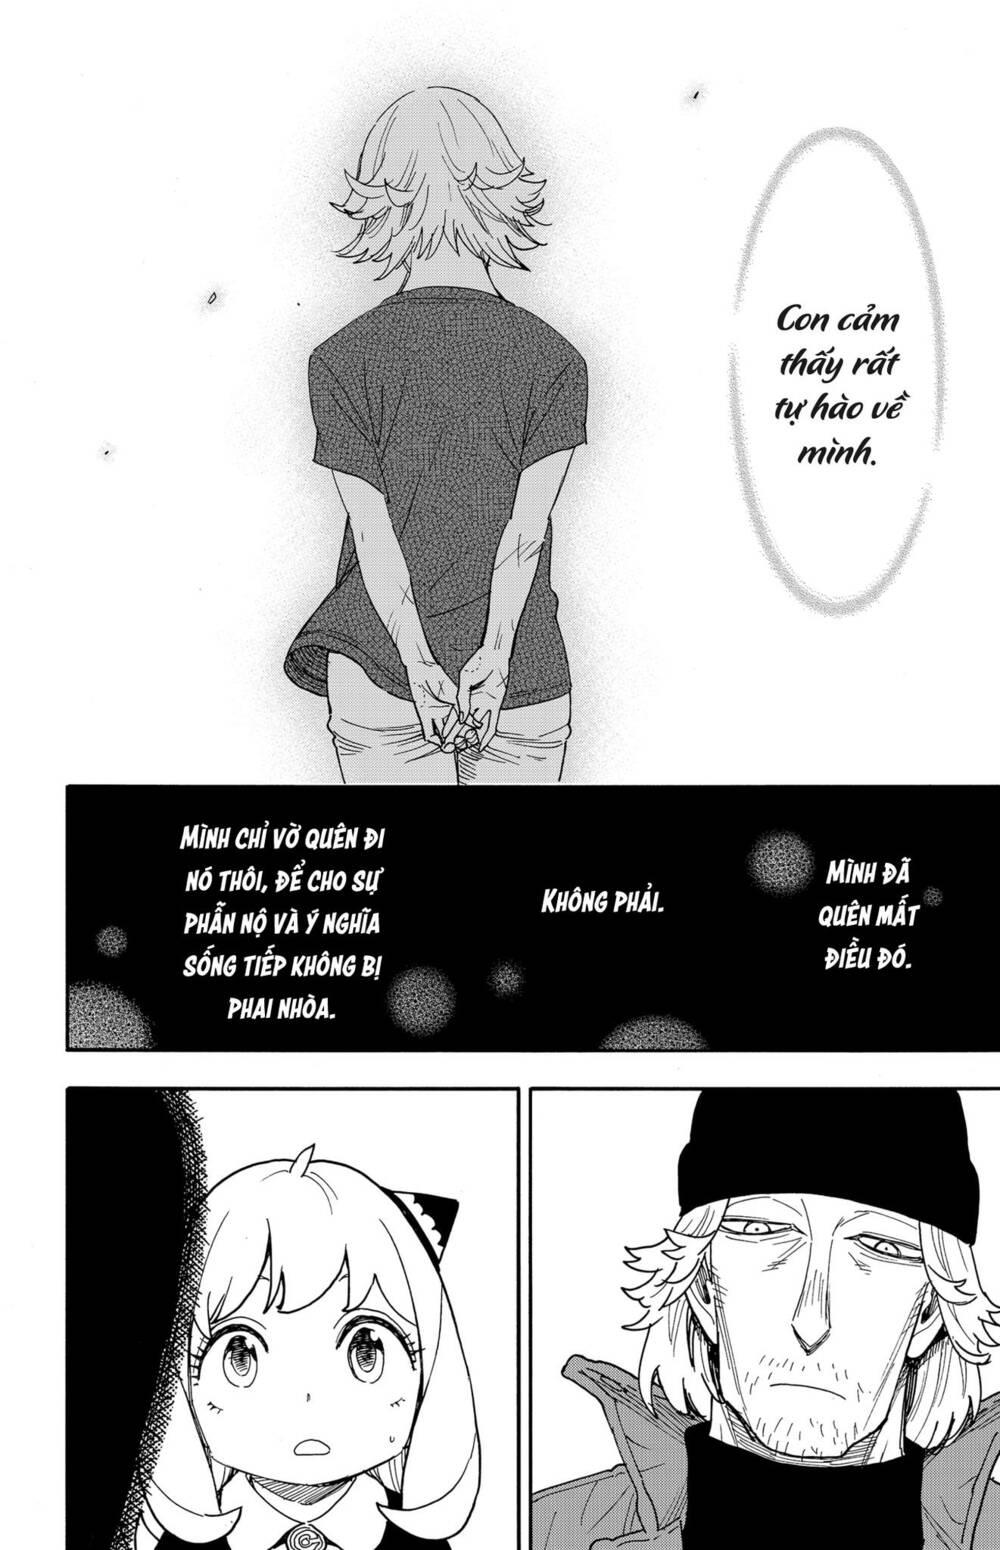 Con cảm
thấy rất
tự hào về
mình.
MÌNH ĐÃ
QUÊN MẤT
ĐIỀU ĐÓ.
KHÔNG PHẢI.
MÌNH CHỈ VỜ QUÊN ĐI
NÓ THÔI, ĐỂ CHO SỰ
PHẪN NỘ VÀ Ý NGHĨA
SỐNG TIẾP KHÔNG BỊ
PHAI NHÒA.